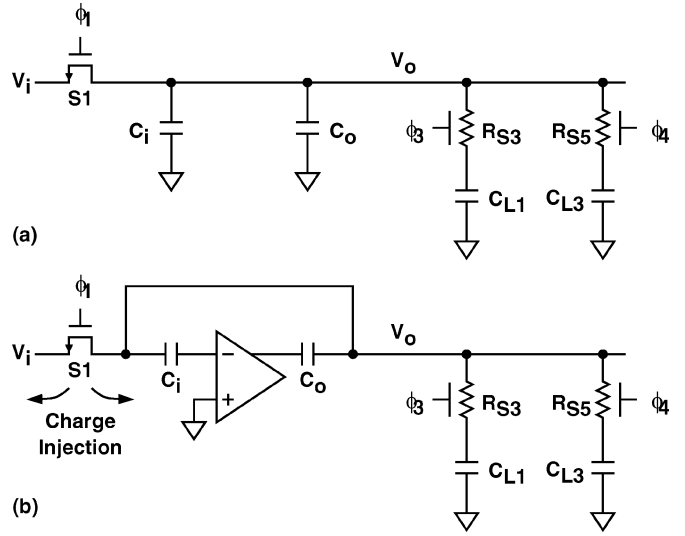 ϕ1
Vi
S1
Vo
Ci
Co
ϕ3
RS3
RS5
ϕ4
CL1
CL3
(a)
ϕ1
Vi
S1
Vo
Ci
Co
−
+
Charge
Injection
ϕ3
RS3
RS5
ϕ4
CL1
CL3
(b)